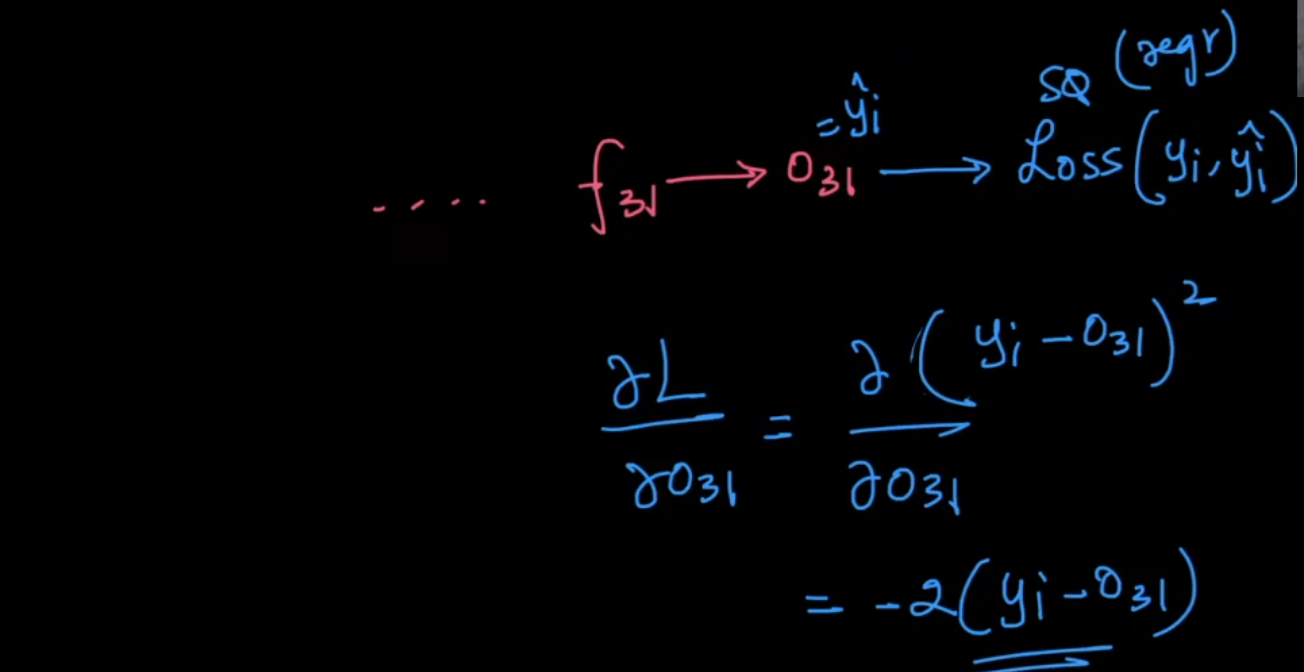 SQ (regr)
.... f₃₁ → O₃₁ = ŷᵢ → Loss(yᵢ, ŷᵢ)
∂L/∂O₃₁ = ∂(yᵢ - O₃₁)²/∂O₃₁
= -2(yᵢ - O₃₁)